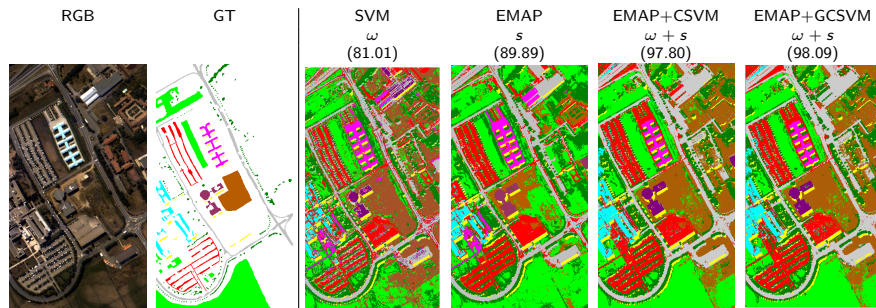 RGB GT SVM EMAP EMAP+CSVM EMAP+GCSVM
ω s ω + s ω + s
(81.01) (89.89) (97.80) (98.09)